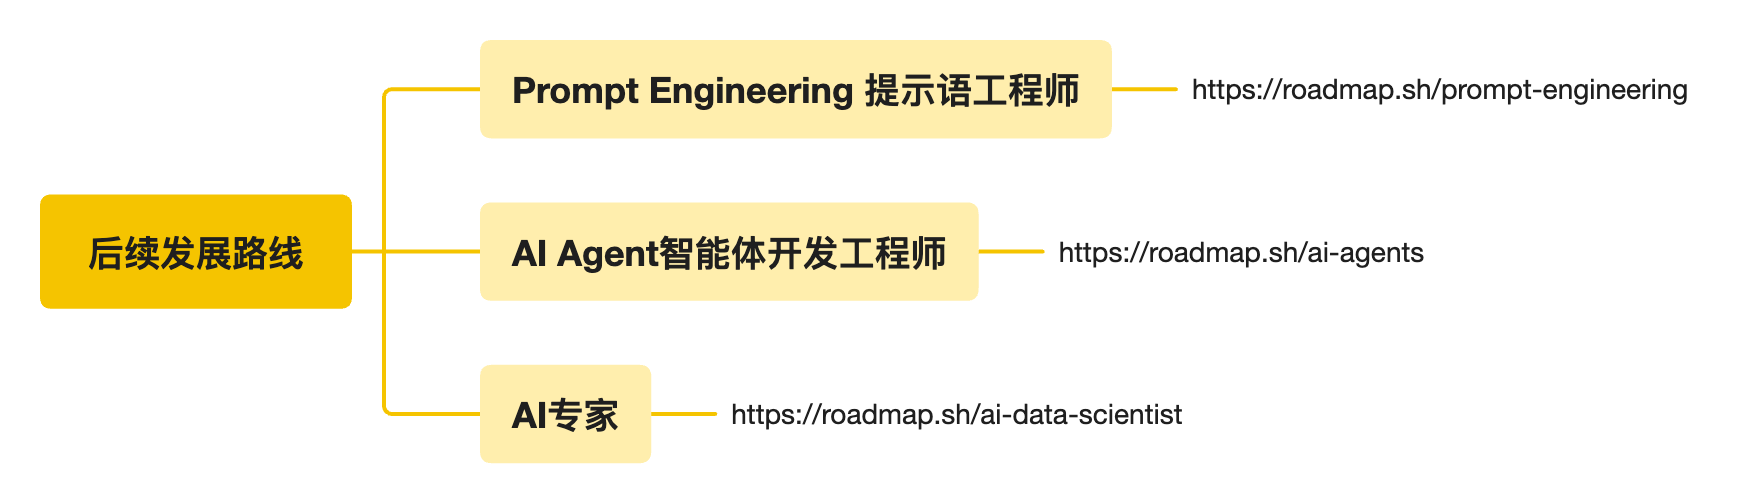 Prompt Engineering 提示语工程师
https://roadmap.sh/prompt-engineering
后续发展路线
AI Agent智能体开发工程师
https://roadmap.sh/ai-agents
AI专家
https://roadmap.sh/ai-data-scientist